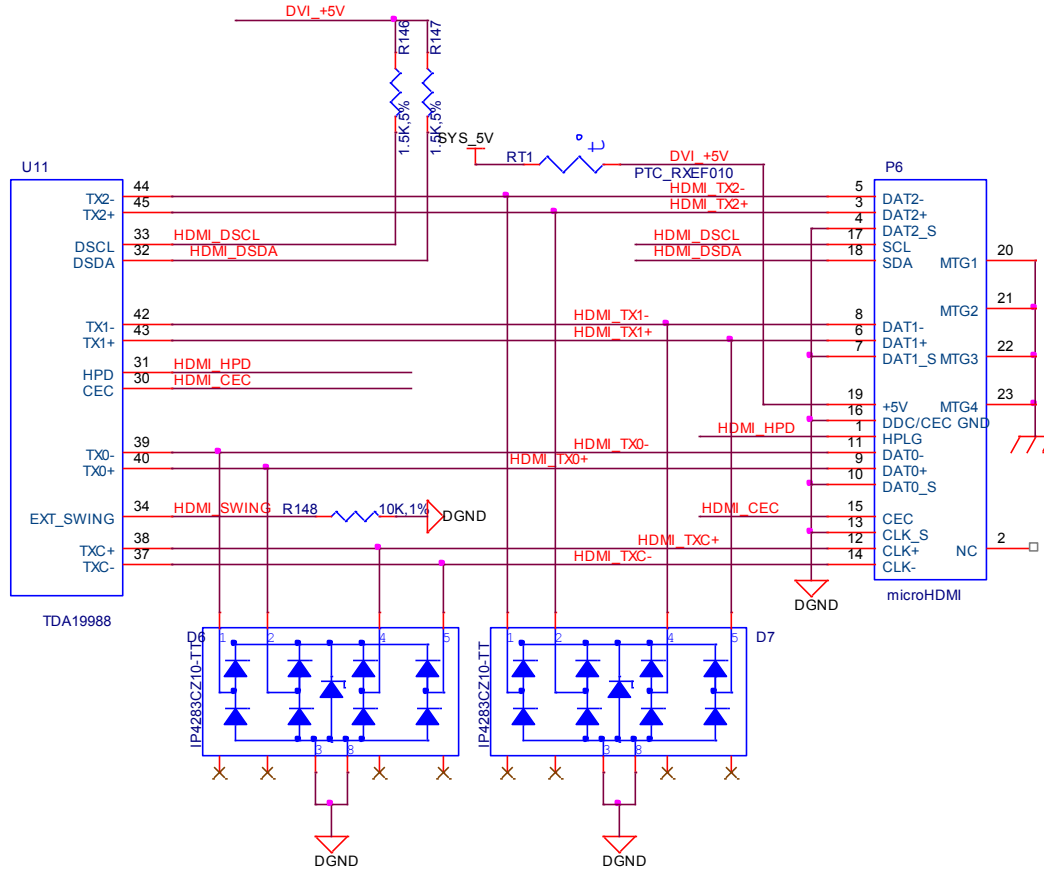 DVI_+5V
R146
R147
1.5K,5%
1.5K,5%
SYS_5V
RT1
t
DVI_+5V
PTC_RXEF010
U11
P6
TX2- 44 HDMI_TX2- 5 DAT2-
TX2+ 45 HDMI_TX2+ 3 DAT2+
4 DAT2_S
DSCL 33 HDMI_DSCL HDMI_DSCL 17 SCL
DSDA 32 HDMI_DSDA HDMI_DSDA 18 SDA
MTG1 20
MTG2 21
TX1- 42 HDMI_TX1- 8 DAT1-
TX1+ 43 HDMI_TX1+ 6 DAT1+
7 DAT1_S MTG3 22
HPD 31 HDMI_HPD
CEC 30 HDMI_CEC
19 +5V MTG4 23
16 DDC/CEC GND
HDMI_HPD 1 HPLG
TX0- 39 HDMI_TX0- 11 DAT0-
TX0+ 40 HDMI_TX0+ 9 DAT0+
10 DAT0_S
EXT_SWING 34 HDMI_SWING R148 10K,1% DGND
HDMI_CEC 15 CEC
13 CLK_S
TXC+ 38 HDMI_TXC+ 12 CLK+
TXC- 37 HDMI_TXC- 14 CLK-
NC 2
DGND
TDA19988
microHDMI
D6
1 2 4 5
IP4283CZ10-TT
3 8
DGND
D7
1 2 4 5
IP4283CZ10-TT
3 8
DGND